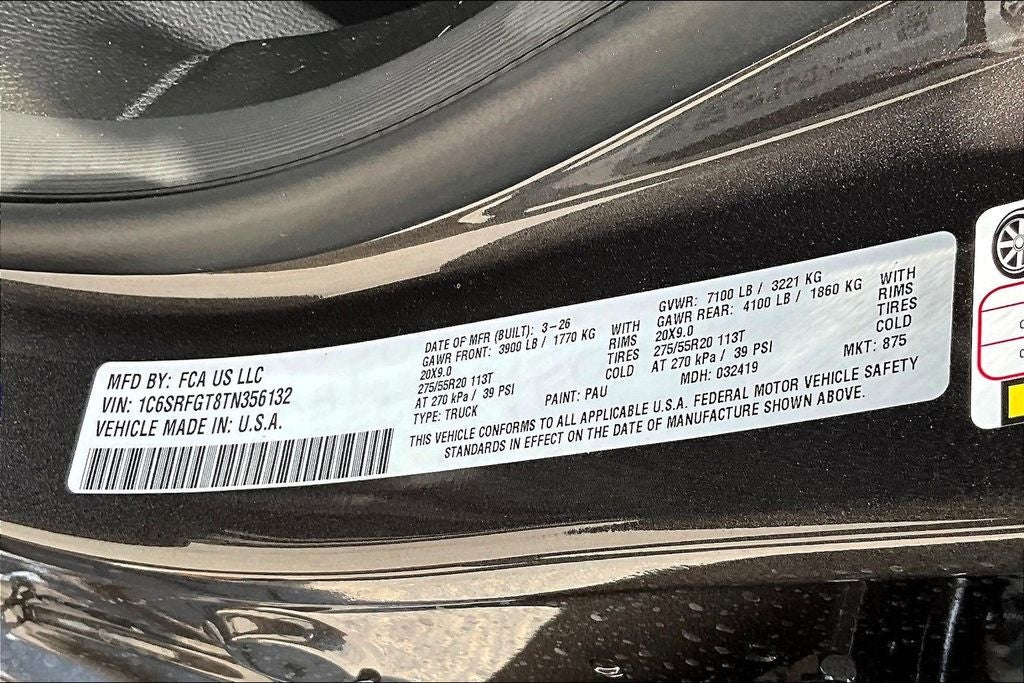 MFD BY: FCA US LLC
VIN: 1C6SRFGT8TN356132
VEHICLE MADE IN: U.S.A.
DATE OF MFR (BUILT): 3-26
GAWR FRONT: 3900 LB / 1770 KG WITH
20X9.0 RIMS
275/55R20 113T TIRES
AT 270 kPa / 39 PSI COLD
TYPE: TRUCK PAINT: PAU
GVWR: 7100 LB / 3221 KG
GAWR REAR: 4100 LB / 1860 KG WITH
20X9.0 RIMS
275/55R20 113T TIRES
AT 270 kPa / 39 PSI COLD
MDH: 032419 MKT: 875
THIS VEHICLE CONFORMS TO ALL APPLICABLE U.S.A. FEDERAL MOTOR VEHICLE SAFETY
STANDARDS IN EFFECT ON THE DATE OF MANUFACTURE SHOWN ABOVE.